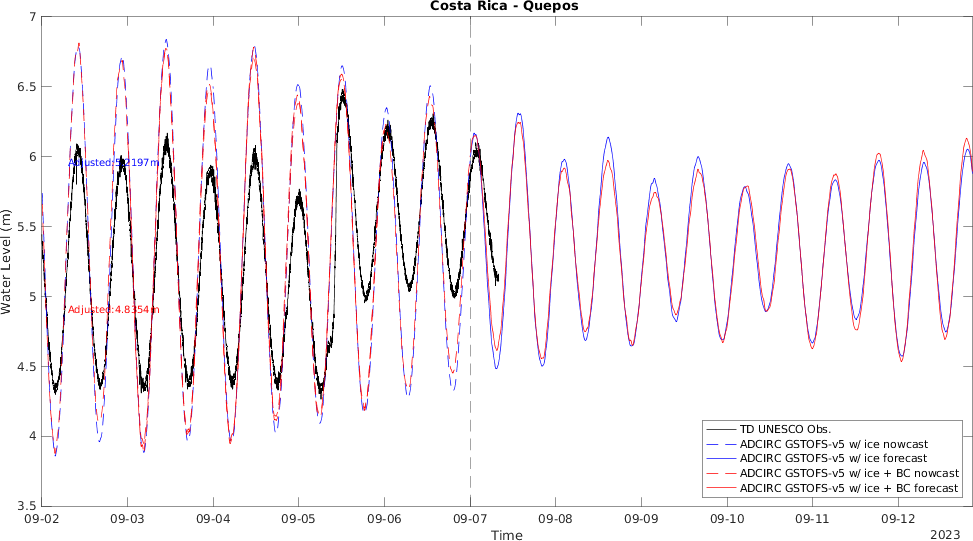 Costa Rica - Quepos
Water Level (m)
7
6.5
6
5.5
5
4.5
4
3.5
Adjusted:5.2197m
Adjusted:4.8354m
TD UNESCO Obs.
ADCIRC GSTOFS-v5 w/ ice nowcast
ADCIRC GSTOFS-v5 w/ ice forecast
ADCIRC GSTOFS-v5 w/ ice + BC nowcast
ADCIRC GSTOFS-v5 w/ ice + BC forecast
09-02 09-03 09-04 09-05 09-06 09-07 09-08 09-09 09-10 09-11 09-12
Time
2023